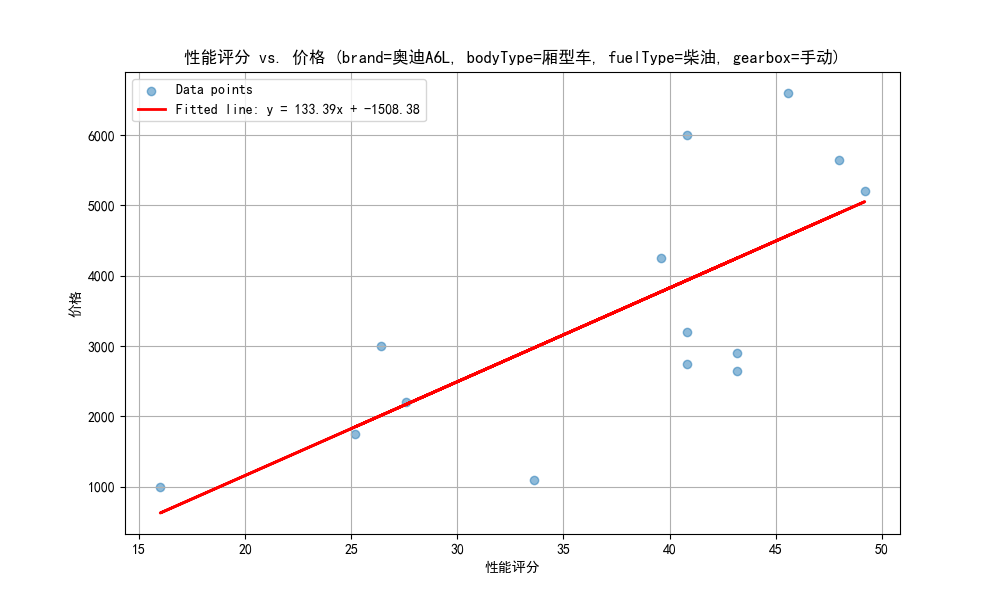 性能评分 vs. 价格 (brand=奥迪A6L, bodyType=厢型车, fuelType=柴油, gearbox=手动)
Data points
Fitted line: y = 133.39x + -1508.38
价格
6000
5000
4000
3000
2000
1000
15 20 25 30 35 40 45 50
性能评分